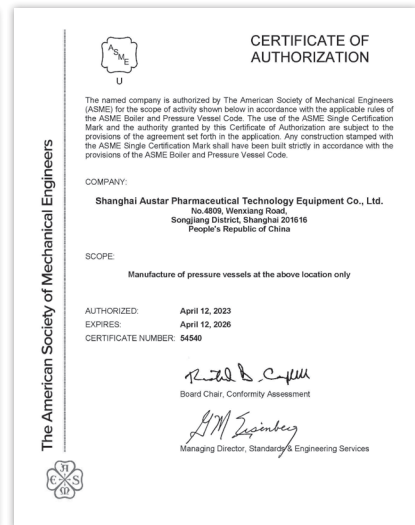 The American Society of Mechanical Engineers
ASME
U
CERTIFICATE OF
AUTHORIZATION
The named company is authorized by The American Society of Mechanical Engineers
(ASME) for the scope of activity shown below in accordance with the applicable rules of
the ASME Boiler and Pressure Vessel Code. The use of the ASME Single Certification
Mark and the authority granted by this Certificate of Authorization are subject to
the provisions of the agreement set forth in the application. Any construction stamped with
the ASME Single Certification Mark shall have been built strictly in accordance with the
provisions of the ASME Boiler and Pressure Vessel Code.
COMPANY:
Shanghai Austar Pharmaceutical Technology Equipment Co., Ltd.
No.4809, Wenxiang Road,
Songjiang District, Shanghai 201616
People's Republic of China
SCOPE:
Manufacture of pressure vessels at the above location only
AUTHORIZED: April 12, 2023
EXPIRES: April 12, 2026
CERTIFICATE NUMBER: 54540
Board Chair, Conformity Assessment
Managing Director, Standards & Engineering Services
ASME